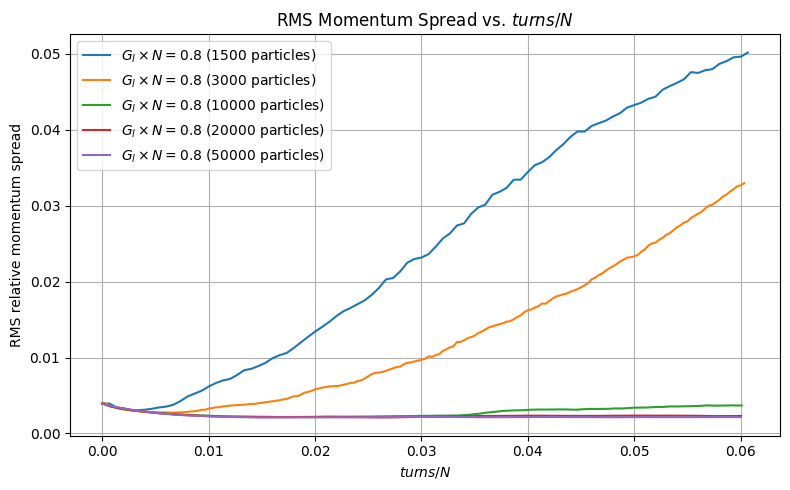 RMS Momentum Spread vs. turns/N
G_l × N = 0.8 (1500 particles)
G_l × N = 0.8 (3000 particles)
G_l × N = 0.8 (10000 particles)
G_l × N = 0.8 (20000 particles)
G_l × N = 0.8 (50000 particles)
RMS relative momentum spread
0.05
0.04
0.03
0.02
0.01
0.00
0.00 0.01 0.02 0.03 0.04 0.05 0.06
turns/N